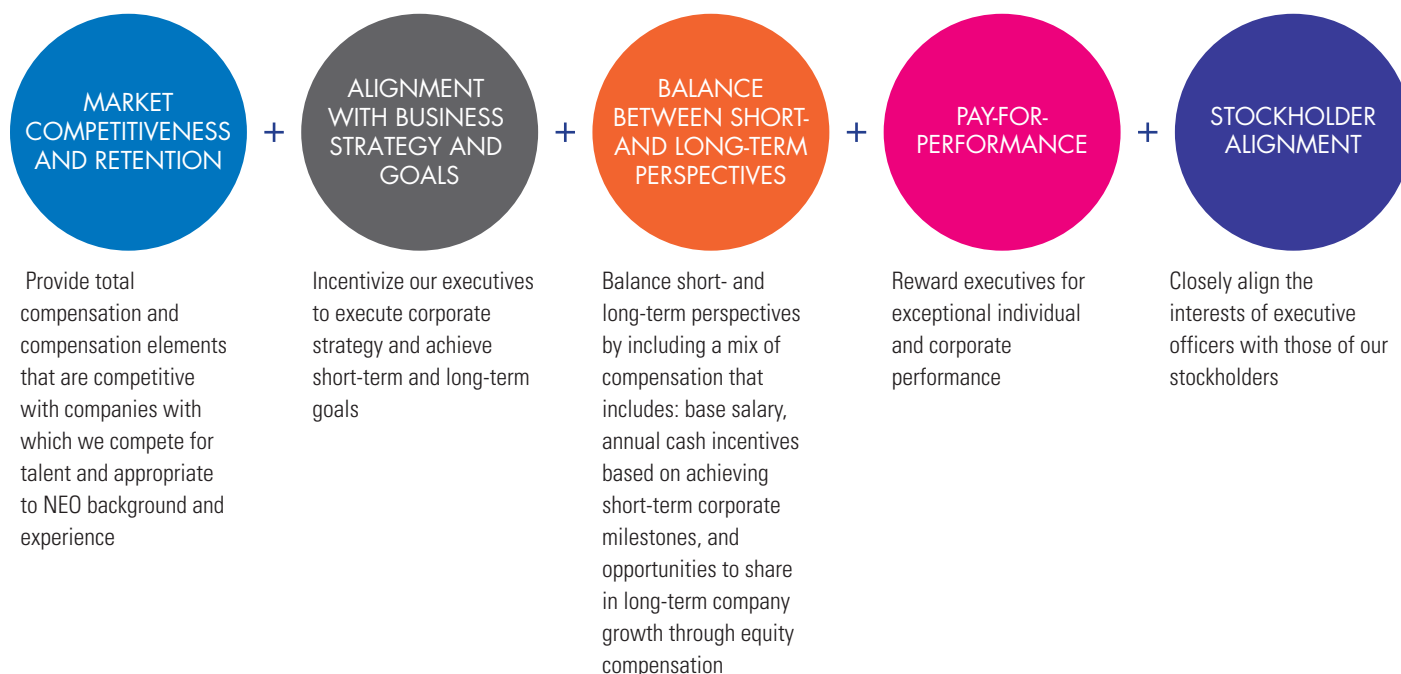 MARKET
COMPETITIVENESS
AND RETENTION
+
ALIGNMENT
WITH BUSINESS
STRATEGY AND
GOALS
+
BALANCE
BETWEEN SHORT-
AND LONG-TERM
PERSPECTIVES
+
PAY-FOR-
PERFORMANCE
+
STOCKHOLDER
ALIGNMENT
Provide total
compensation and
compensation elements
that are competitive
with companies with
which we compete for
talent and appropriate
to NEO background and
experience
Incentivize our executives
to execute corporate
strategy and achieve
short-term and long-term
goals
Balance short- and
long-term perspectives
by including a mix of
compensation that
includes: base salary,
annual cash incentives
based on achieving
short-term corporate
milestones, and
opportunities to share
in long-term company
growth through equity
compensation
Reward executives for
exceptional individual
and corporate
performance
Closely align the
interests of executive
officers with those of our
stockholders